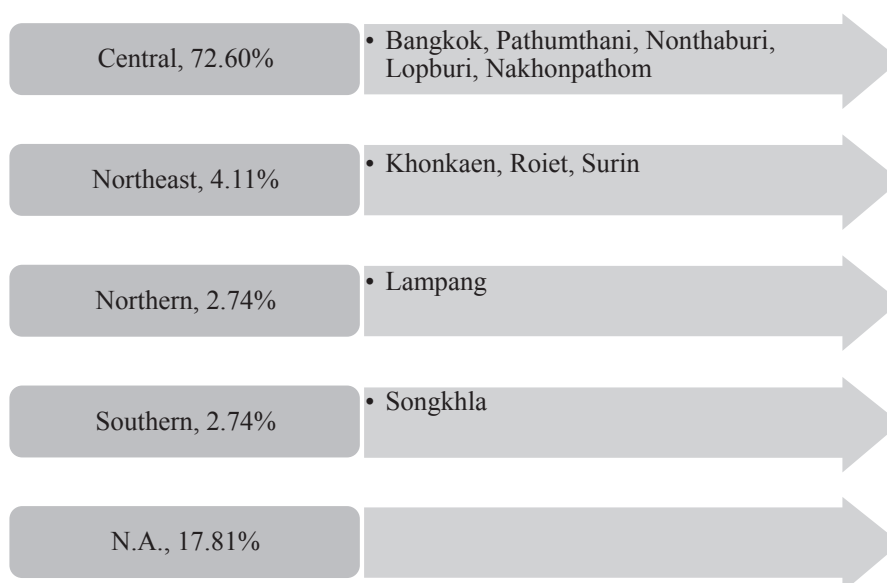 Central, 72.60%
• Bangkok, Pathumthani, Nonthaburi,
Lopburi, Nakhonpathom
Northeast, 4.11%
• Khonkaen, Roiet, Surin
Northern, 2.74%
• Lampang
Southern, 2.74%
• Songkhla
N.A., 17.81%